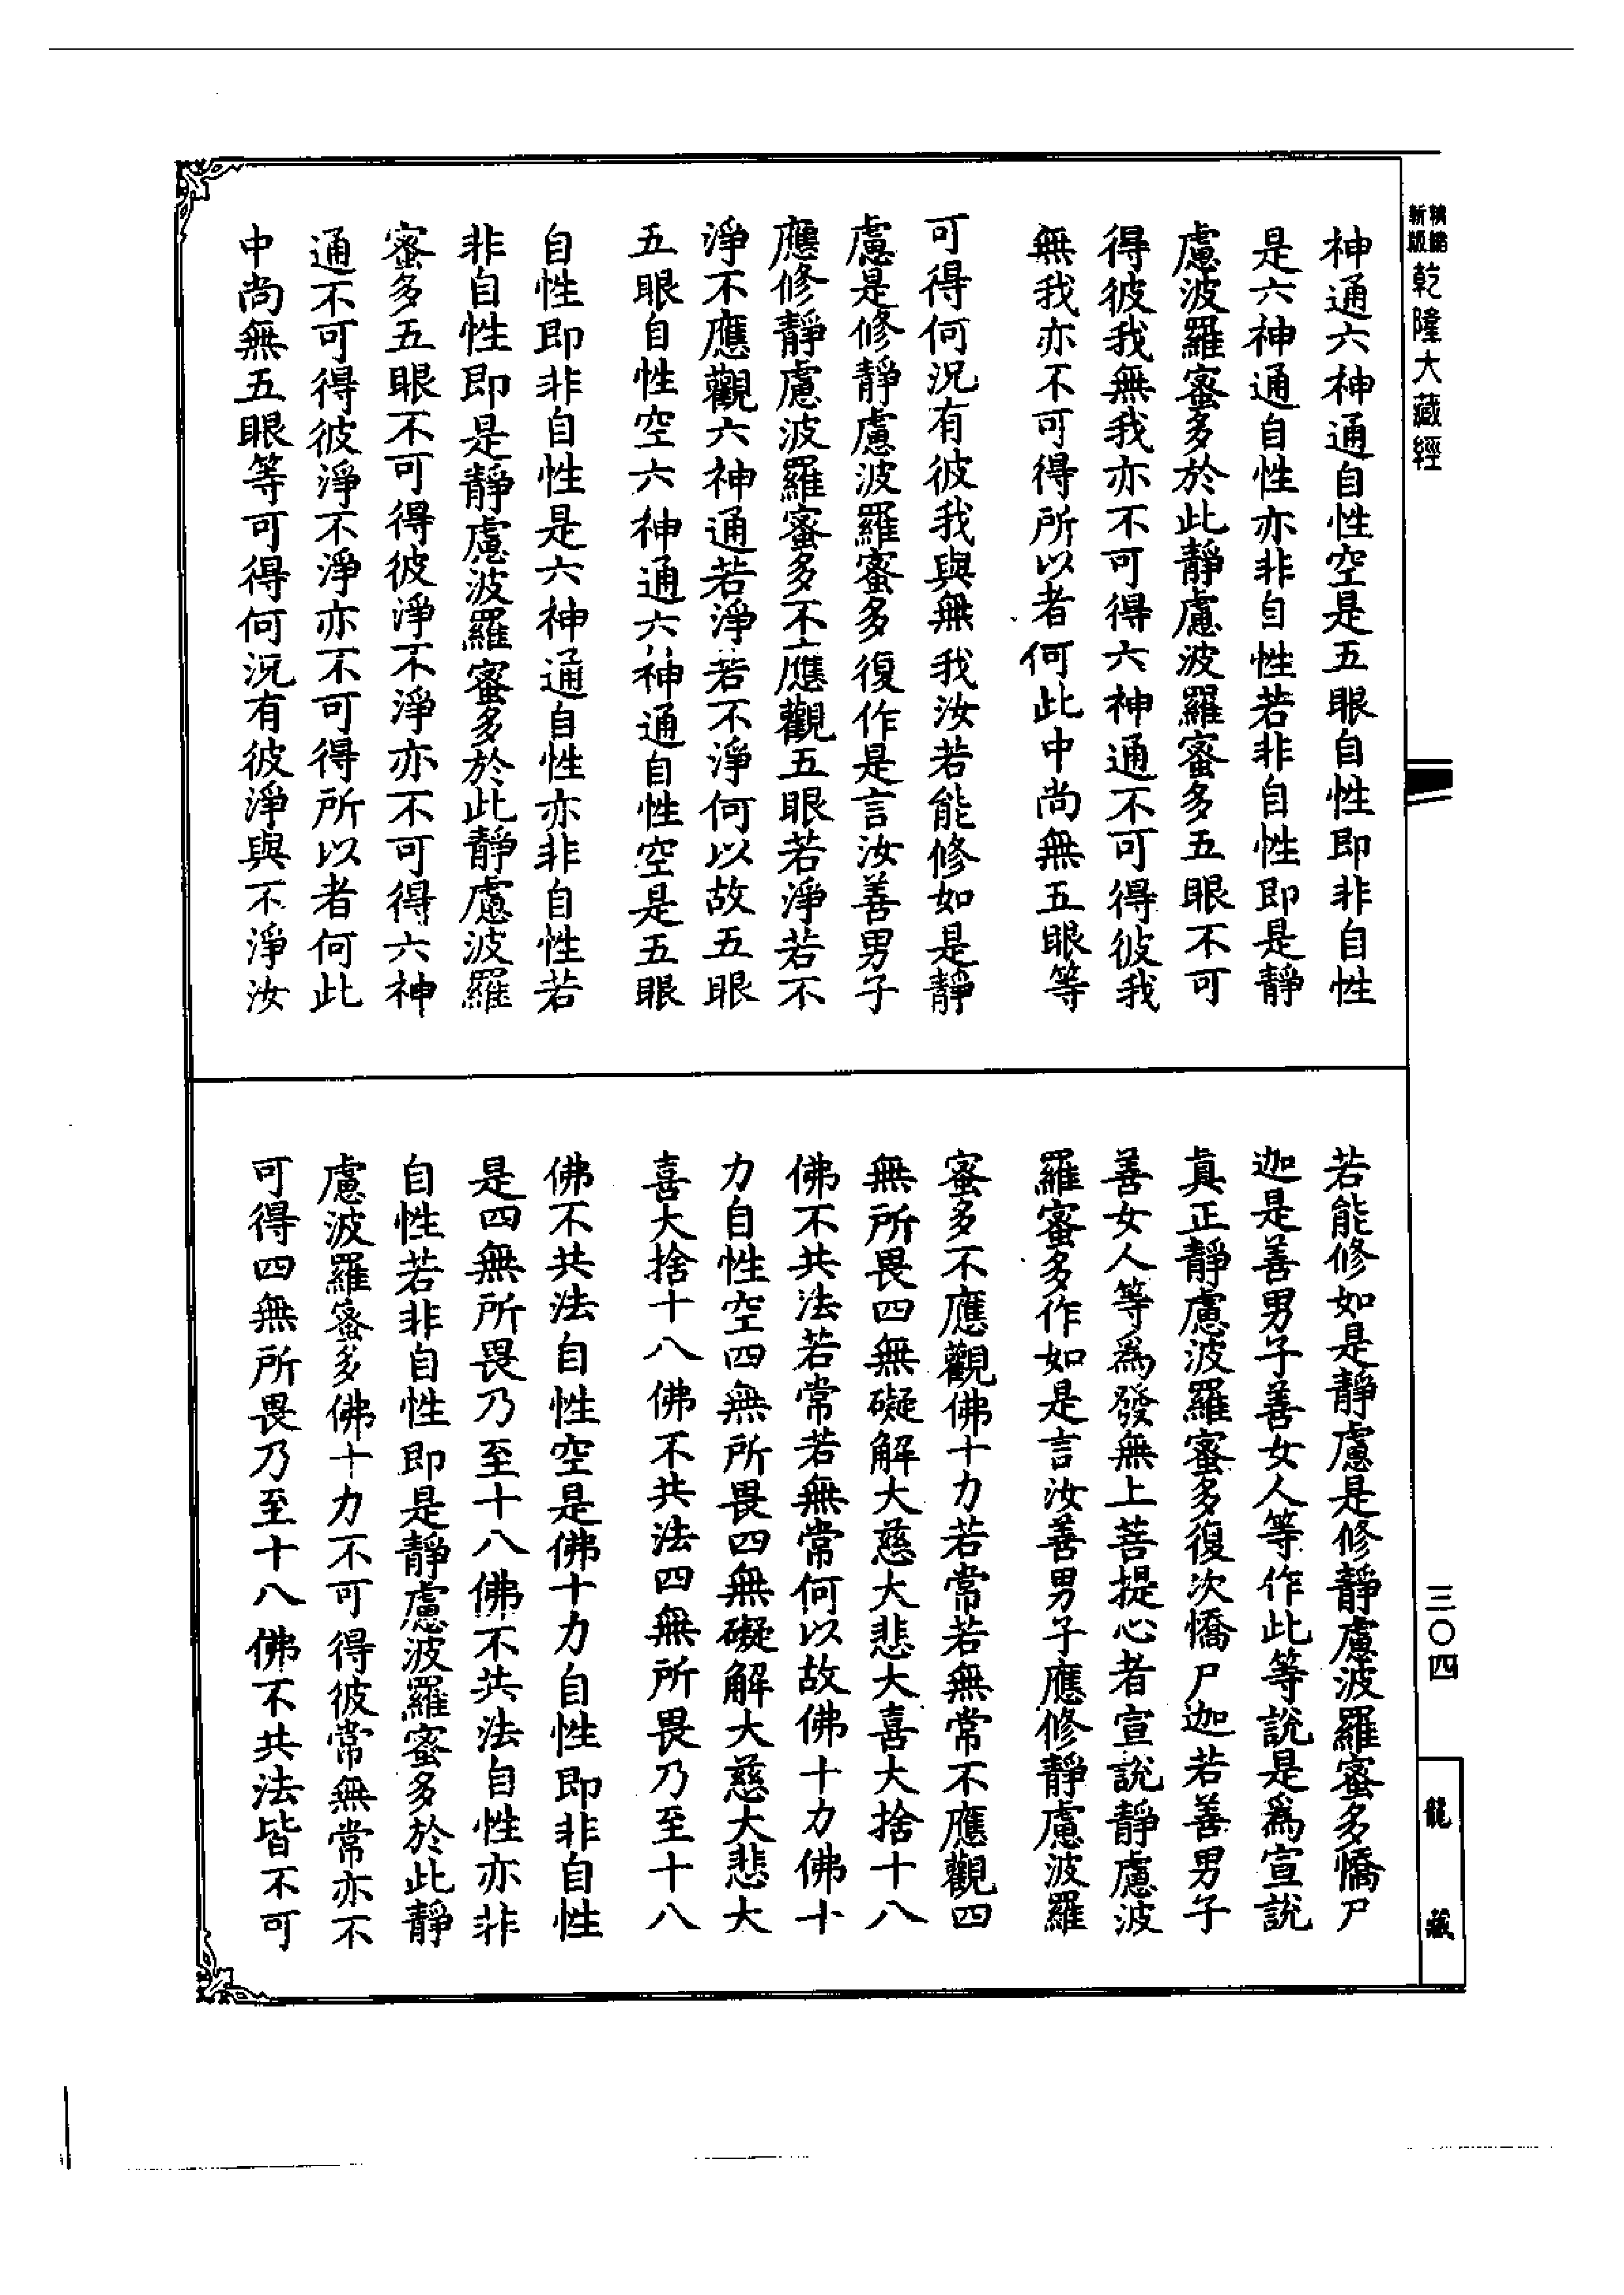 精編
新版
乾隆大藏經
神通六神通自性空是五眼自性即非自性
是六神通自性亦非自性若非自性即是靜
慮波羅蜜多於此靜慮波羅蜜多五眼不可
得彼我無我亦不可得六神通不可得彼我
無我亦不可得所以者何此中尚無五眼等
可得何況有彼我與無我汝若能修如是靜
慮是修靜慮波羅蜜多復作是言汝善男子
應修靜慮波羅蜜多不應觀五眼若淨若不
淨不應觀六神通若淨若不淨何以故五眼
五眼自性空六神通六神通自性空是五眼
自性即非自性是六神通自性亦非自性若
非自性即是靜慮波羅蜜多於此靜慮波羅
蜜多五眼不可得彼淨不淨亦不可得六神
通不可得彼淨不淨亦不可得所以者何此
中尚無五眼等可得何況有彼淨與不淨汝
若能修如是靜慮是修靜慮波羅蜜多憍尸
迦是善男子善女人等作此等說是為宣說
真正靜慮波羅蜜多復次憍尸迦若善男子
善女人等為發無上菩提心者宣說靜慮波
羅蜜多作如是言汝善男子應修靜慮波羅
蜜多不應觀佛十力若常若無常不應觀四
無所畏四無礙解大慈大悲大喜大捨十八
佛不共法若常若無常何以故佛十力佛十
力自性空四無所畏四無礙解大慈大悲大
喜大捨十八佛不共法四無所畏乃至十八
佛不共法自性空是佛十力自性即非自性
是四無所畏乃至十八佛不共法自性亦非
自性若非自性即是靜慮波羅蜜多於此靜
慮波羅蜜多佛十力不可得彼常無常亦不
可得四無所畏乃至十八佛不共法皆不可
三〇四
龍藏